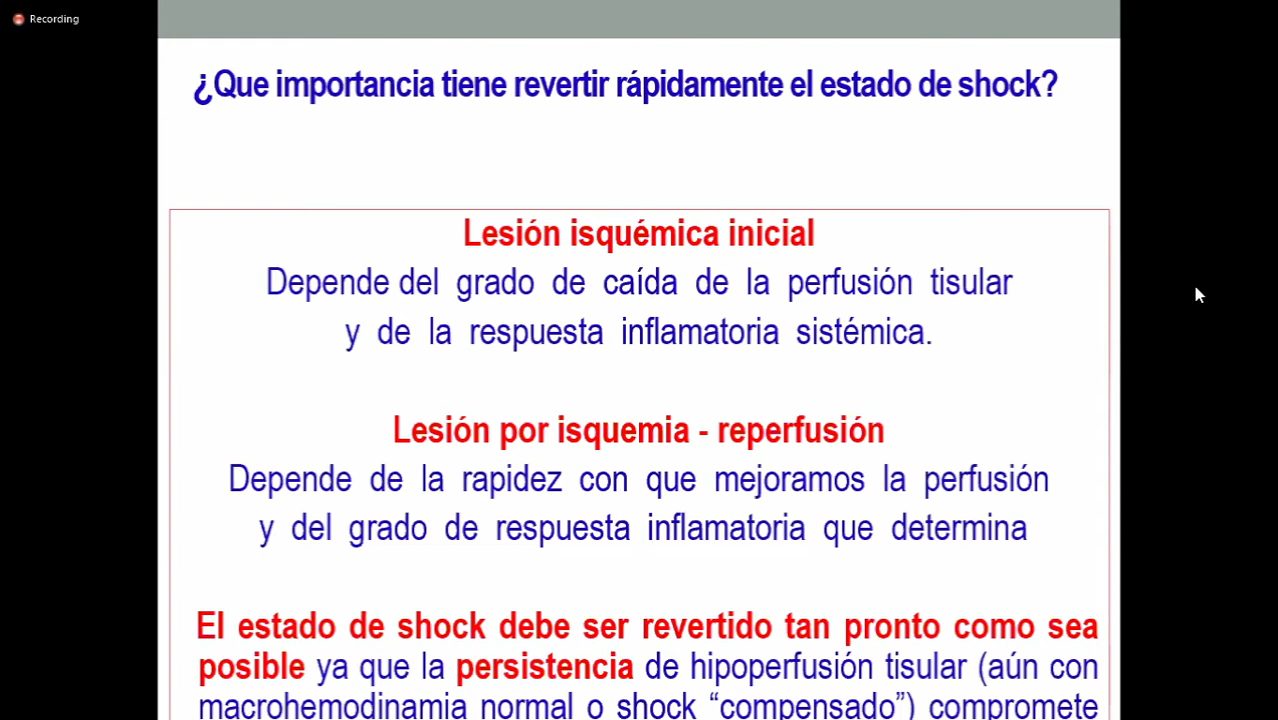 Recording
¿Que importancia tiene revertir rápidamente el estado de shock?
Lesión isquémica inicial
Depende del grado de caída de la perfusión tisular
y de la respuesta inflamatoria sistémica.
Lesión por isquemia - reperfusión
Depende de la rapidez con que mejoramos la perfusión
y del grado de respuesta inflamatoria que determina
El estado de shock debe ser revertido tan pronto como sea
posible ya que la persistencia de hipoperfusión tisular (aún con
macrohemodinamia normal o shock “compensado”) compromete